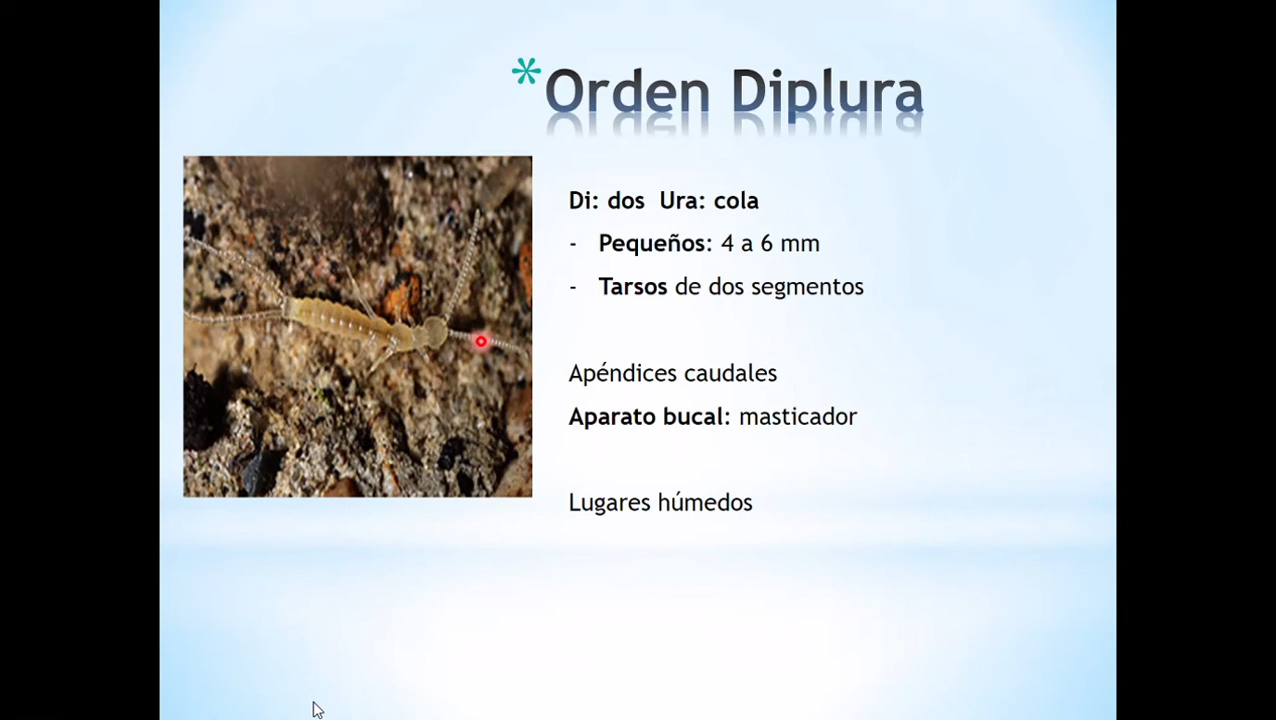 *Orden Diplura
Di: dos Ura: cola
- Pequeños: 4 a 6 mm
- Tarsos de dos segmentos
Apéndices caudales
Aparato bucal: masticador
Lugares húmedos